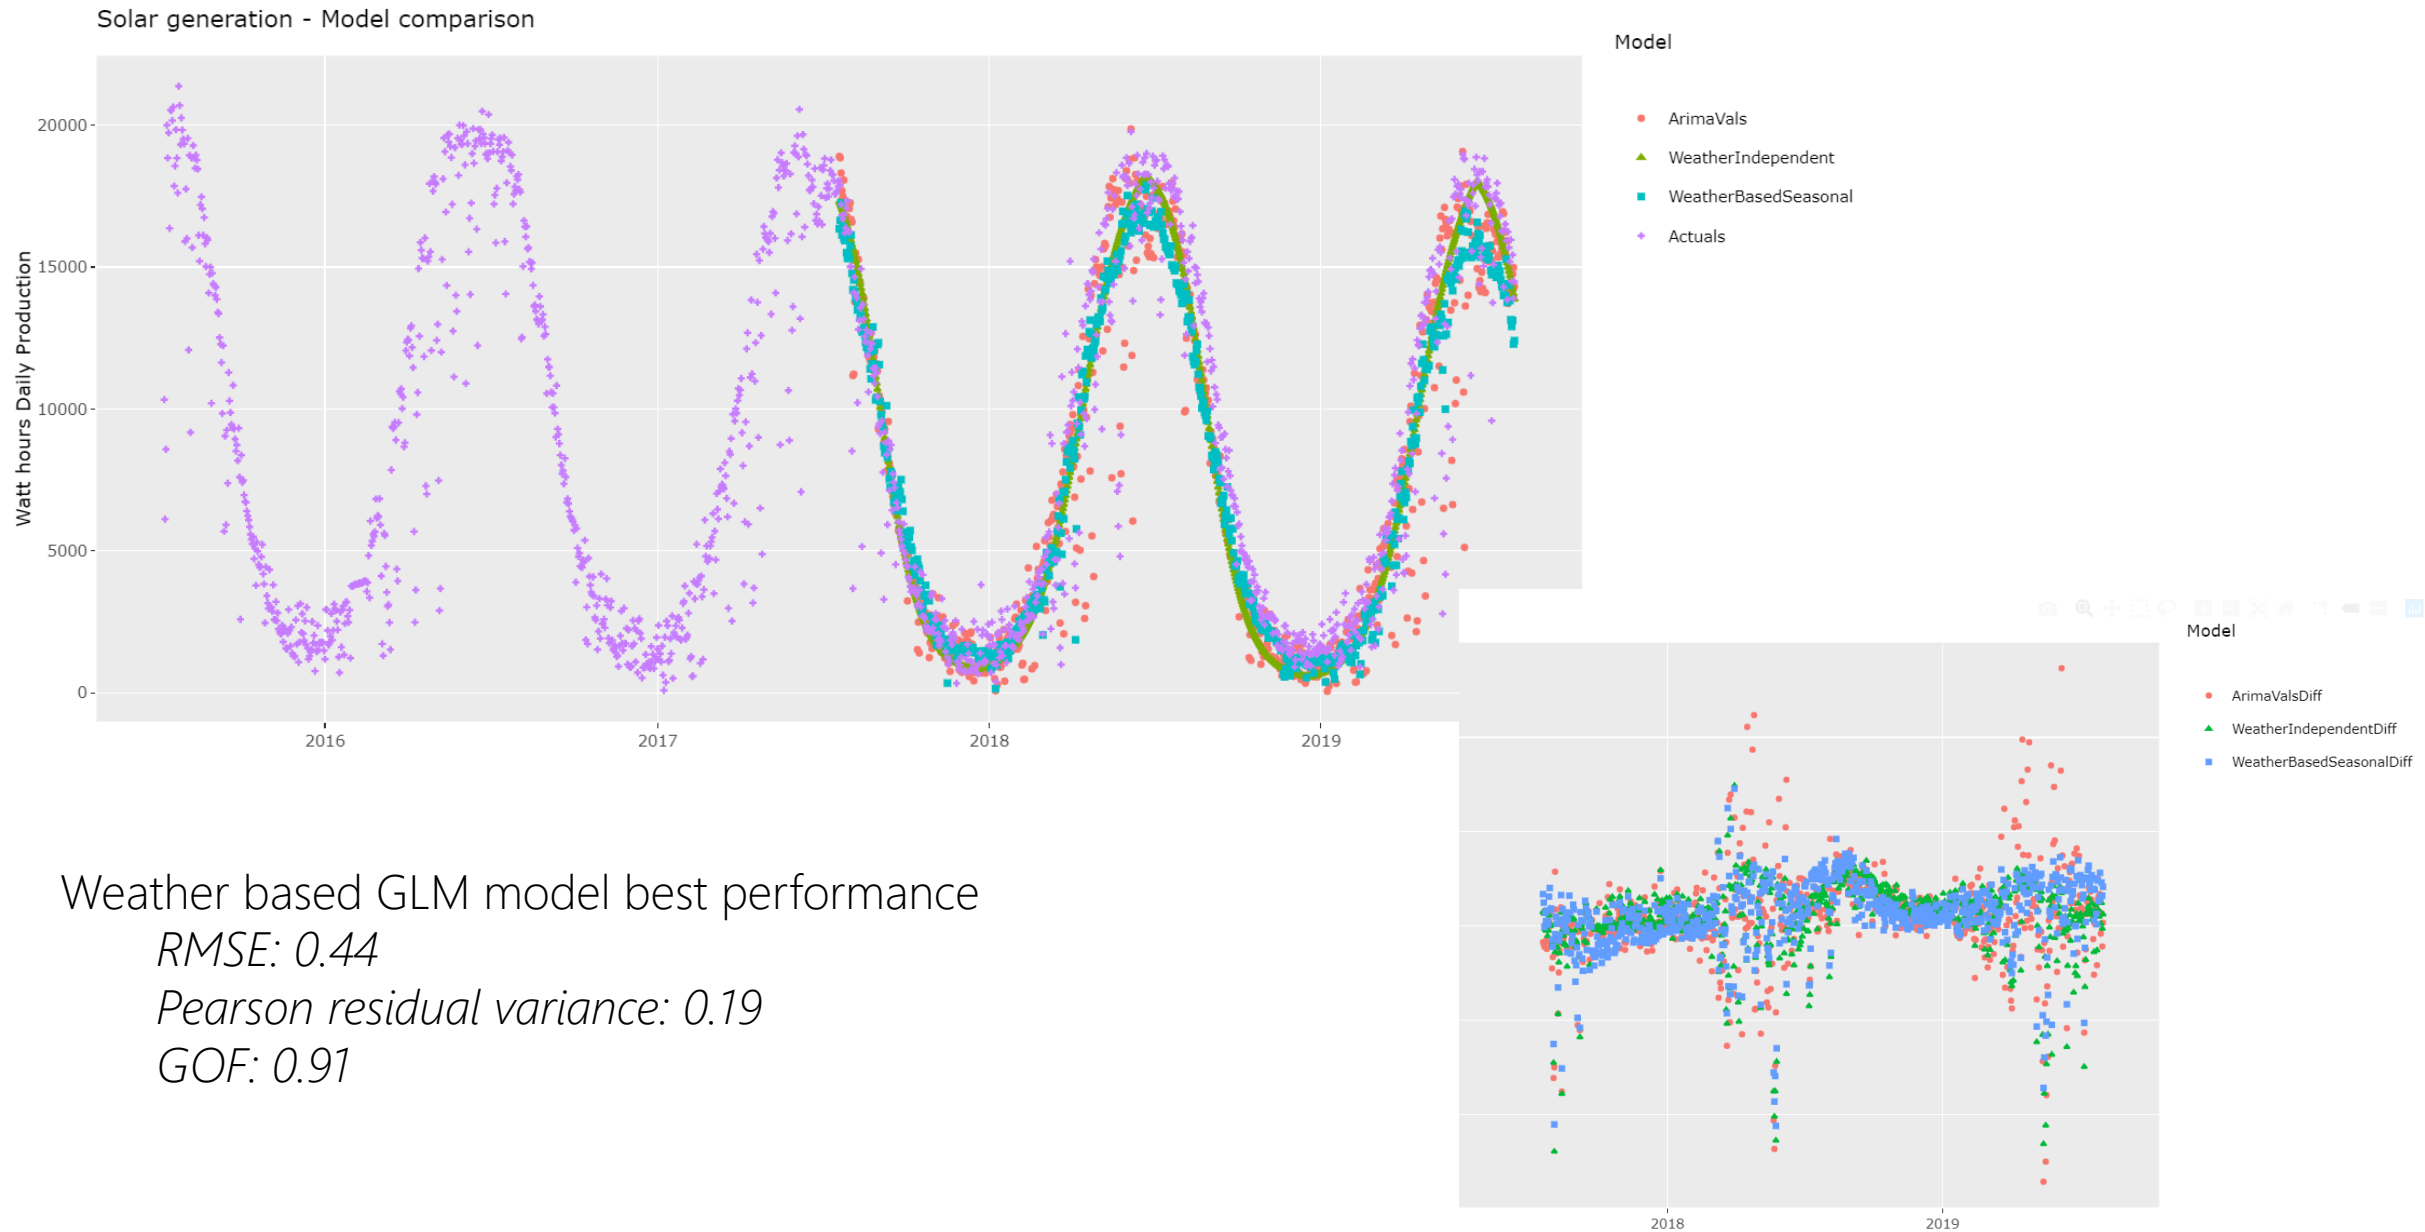 Solar generation - Model comparison
Model
ArimaVals
WeatherIndependent
WeatherBasedSeasonal
Actuals
Watt hours Daily Production
20000
15000
10000
5000
0
2016
2017
2018
2019
Model
ArimaValsDiff
WeatherIndependentDiff
WeatherBasedSeasonalDiff
2018
2019
Weather based GLM model best performance
RMSE: 0.44
Pearson residual variance: 0.19
GOF: 0.91